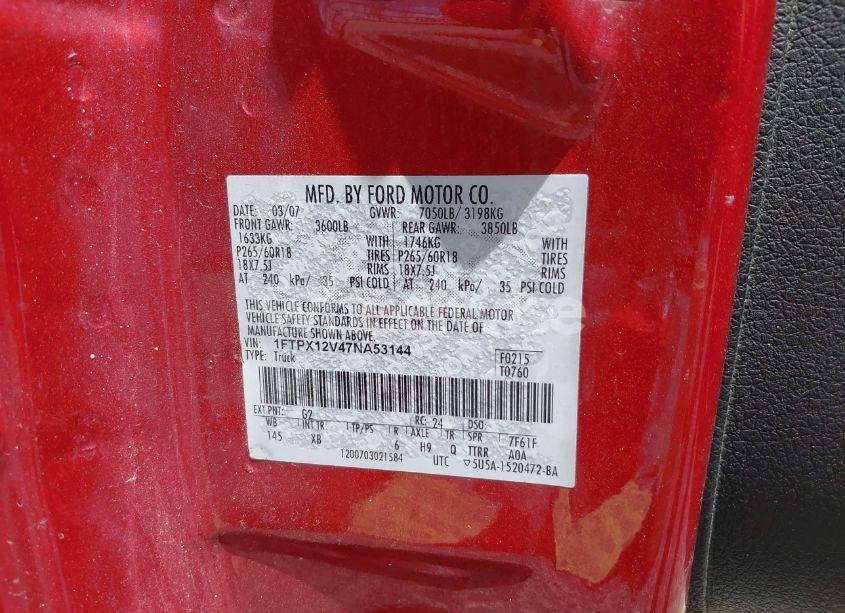 MFD. BY FORD MOTOR CO.
DATE: 03/07 GVWR: 7050LB/ 3198KG
FRONT GAWR: 3600LB REAR GAWR: 3850LB
1633KG WITH 1746KG WITH
P265/60R18 TIRES P265/60R18 TIRES
18X7.5J RIMS 18X7.5J RIMS
AT 240 kPa/ 35 PSI COLD AT 240 kPa/ 35 PSI COLD
THIS VEHICLE CONFORMS TO ALL APPLICABLE FEDERAL MOTOR
VEHICLE SAFETY STANDARDS IN EFFECT ON THE DATE OF
MANUFACTURE SHOWN ABOVE.
VIN: 1FTPX12V47NA53144
TYPE: Truck
F0215
T0760
EXT PNT: G2 RC: 24 DSO:
WB INT TR TP/PS R AXLE TR SPR 7F61F
145 XB 6 H9 Q TTRR A0A
1200703021584 UTC ▽5U5A-1520472-BA